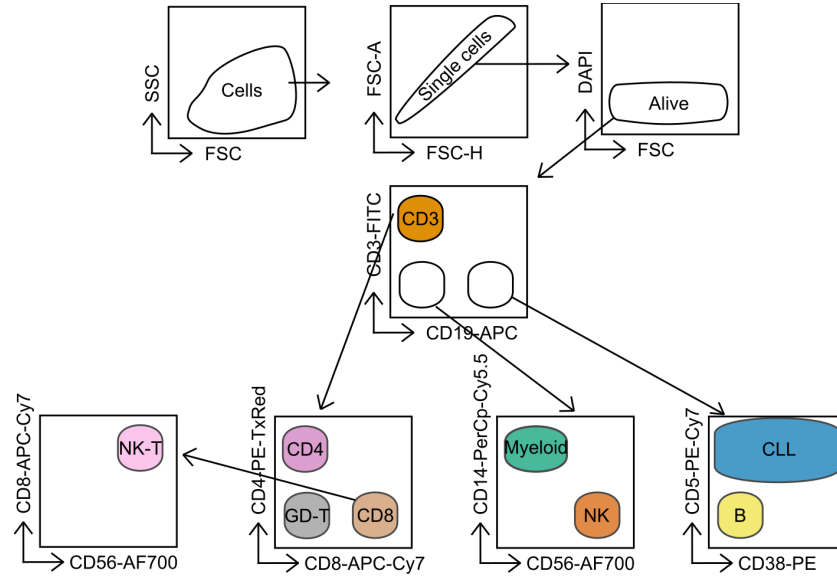 SSC
Cells
FSC
FSC-A
Single cells
FSC-H
DAPI
Alive
FSC
CD3-FITC
CD3
CD19-APC
CD8-APC-Cy7
NK-T
CD56-AF700
CD4-PE-TxRed
CD4
GD-T
CD8
CD8-APC-Cy7
CD14-PerCp-Cy5.5
Myeloid
NK
CD56-AF700
CD5-PE-Cy7
CLL
B
CD38-PE